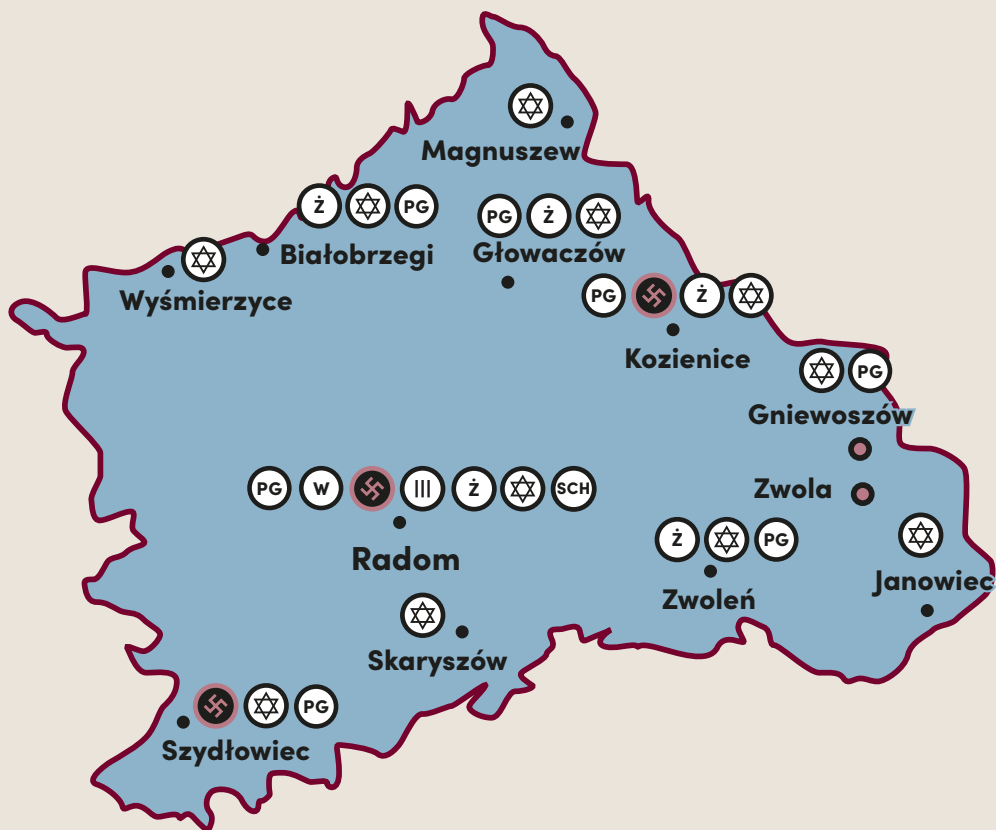 Magnuszew
Ż PG
Białobrzegi
PG Ż
Głowaczów
Wyśmierzyce
PG Ż
Kozienice
PG
Gniewoszów
PG W III Ż SCH
Zwola
Radom
Ż PG
Zwoleń
Janowiec
Skaryszów
PG
Szydłowiec